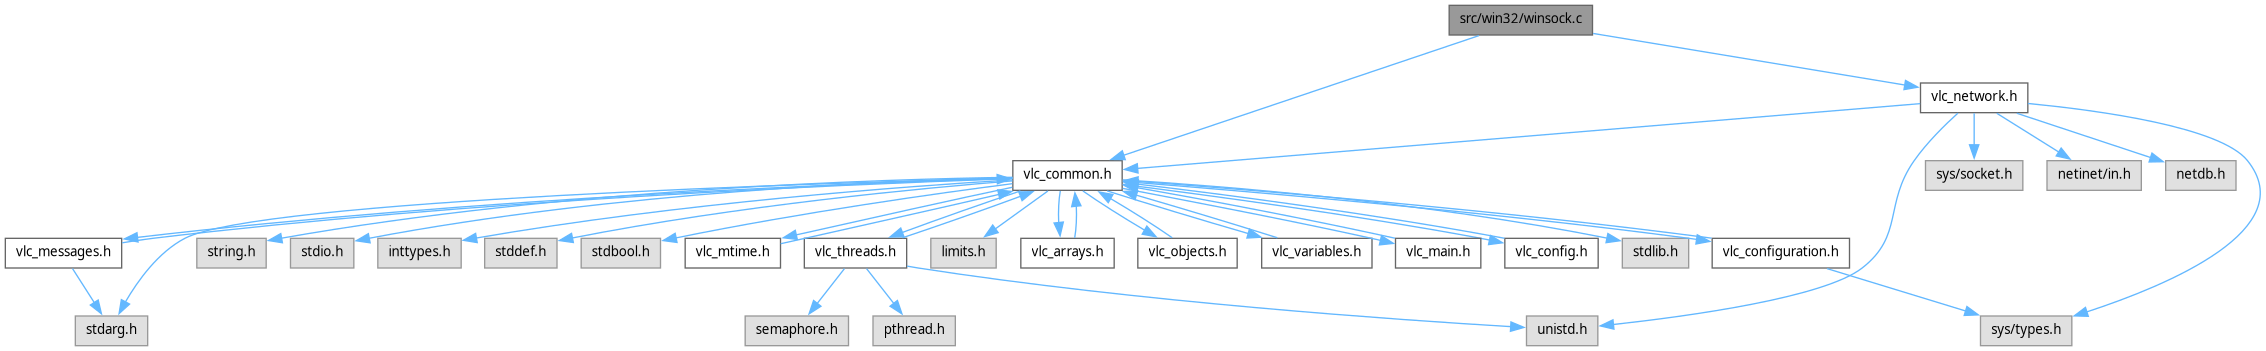 src/win32/winsock.c
vlc_network.h
vlc_common.h
sys/socket.h
netinet/in.h
netdb.h
vlc_messages.h
string.h
stdio.h
inttypes.h
stddef.h
stdbool.h
vlc_mtime.h
vlc_threads.h
limits.h
vlc_arrays.h
vlc_objects.h
vlc_variables.h
vlc_main.h
vlc_config.h
stdlib.h
vlc_configuration.h
stdarg.h
semaphore.h
pthread.h
unistd.h
sys/types.h